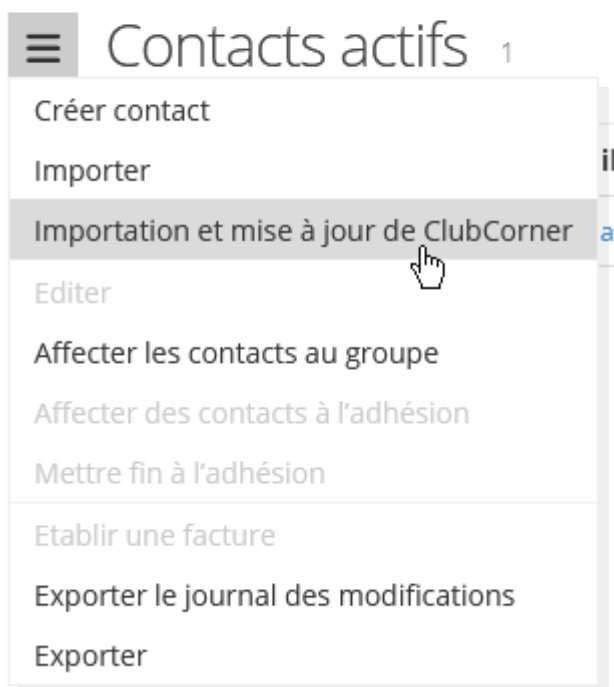 Contacts actifs 1
Créer contact
Importer
Importation et mise à jour de ClubCorner
Editer
Affecter les contacts au groupe
Affecter des contacts à l’adhésion
Mettre fin à l’adhésion
Etablir une facture
Exporter le journal des modifications
Exporter